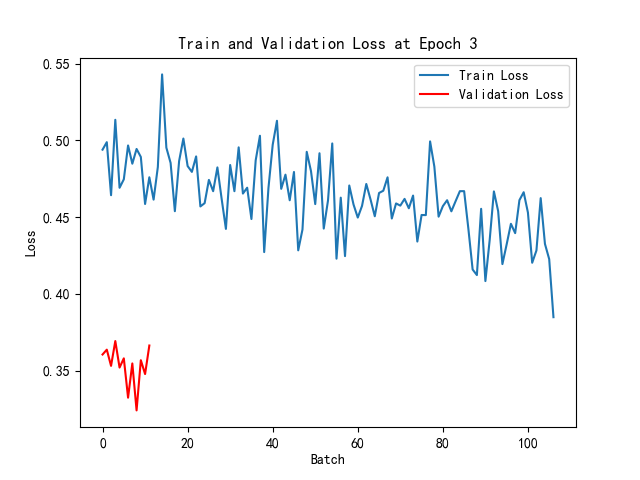 Train and Validation Loss at Epoch 3
Train Loss
Validation Loss
0.55
0.50
0.45
0.40
0.35
Loss
0
20
40
60
80
100
Batch